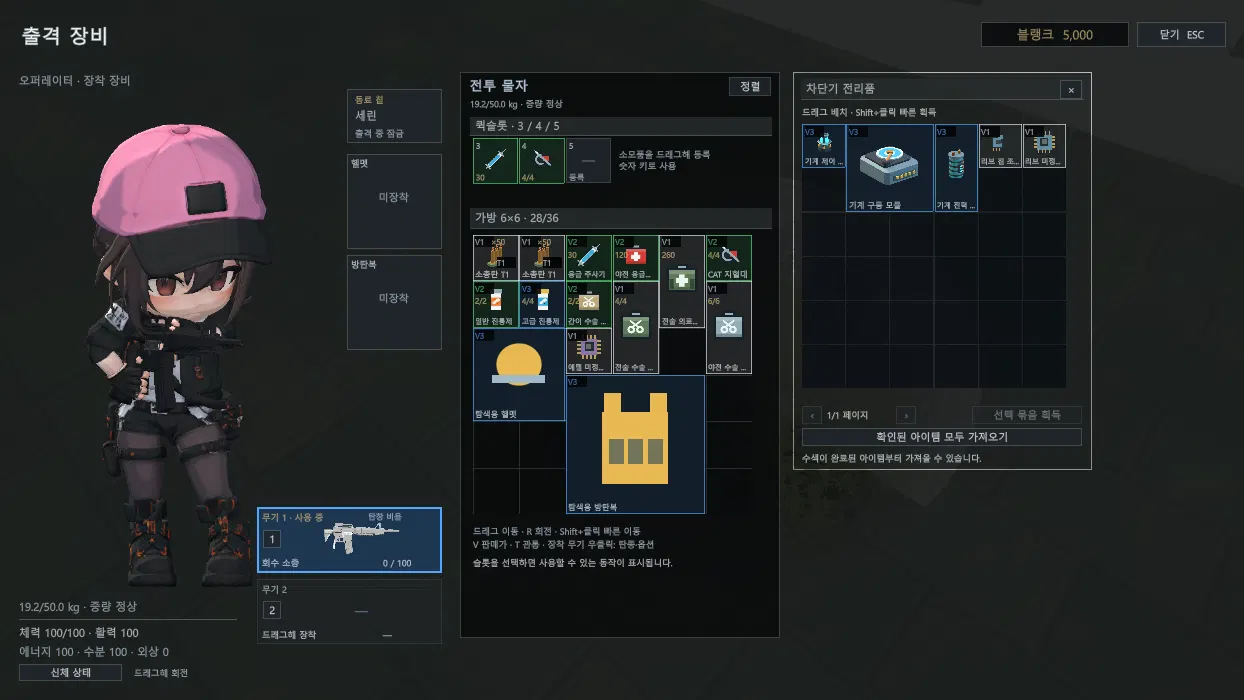 출격 장비
블랭크 5,000
닫기 ESC
오퍼레이터 · 장착 장비
동료 힙
세린
출격 중 잠금
헬멧
미장착
방탄복
미장착
무기 1 · 사용 중
탄창 비움
1
회수 소총
0 / 100
무기 2
2
—
드래그해 장착
—
19.2/50.0 kg · 중량 정상
체력 100/100 · 활력 100
에너지 100 · 수분 100 · 외상 0
신체 상태
드래그해 회전
전투 물자
정렬
19.2/50.0 kg · 중량 정상
퀵슬롯 · 3 / 4 / 5
3
30
4
4/4
5
—
등록
소모품을 드래그해 등록
숫자 키로 사용
가방 6×6 · 28/36
V1 ×50
T1
소총탄 T1
V1 ×50
T1
소총탄 T1
V2
30
응급 주사기
V2
120
야전 응급...
V1
260
전술 의료...
V2
4/4
CAT 지혈대
V2
2/2
일반 진통제
V3
4/4
고급 진통제
V2
2/2
간이 수술 ...
V1
4/4
전술 수술 ...
V1
6/6
야전 수술 ...
V3
탐색용 헬멧
V1
V3
탐색용 방탄복
드래그 이동 · R 회전 · Shift+클릭 빠른 이동
V 판매가 · T 관통 · 장착 무기 우클릭: 탄종·옵션
슬롯을 선택하면 사용할 수 있는 동작이 표시됩니다.
차단기 전리품
×
드래그 배치 · Shift+클릭 빠른 획득
V3
기계 제어 ...
V3
기계 구동 모듈
V3
기계 전력 ...
V1
V1
‹
1/1 페이지
›
선택 묶음 획득
확인된 아이템 모두 가져오기
수색이 완료된 아이템부터 가져올 수 있습니다.